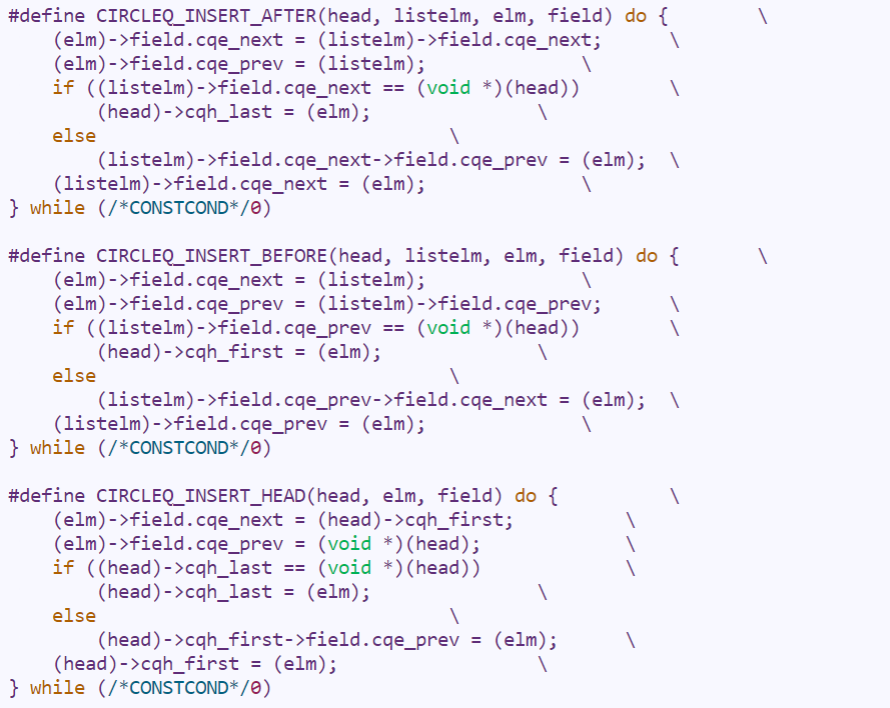 #define CIRCLEQ_INSERT_AFTER(head, listelm, elm, field) do {        \
    (elm)->field.cqe_next = (listelm)->field.cqe_next;      \
    (elm)->field.cqe_prev = (listelm);              \
    if ((listelm)->field.cqe_next == (void *)(head))        \
        (head)->cqh_last = (elm);               \
    else                                \
        (listelm)->field.cqe_next->field.cqe_prev = (elm);  \
    (listelm)->field.cqe_next = (elm);              \
} while (/*CONSTCOND*/0)

#define CIRCLEQ_INSERT_BEFORE(head, listelm, elm, field) do {       \
    (elm)->field.cqe_next = (listelm);              \
    (elm)->field.cqe_prev = (listelm)->field.cqe_prev;      \
    if ((listelm)->field.cqe_prev == (void *)(head))        \
        (head)->cqh_first = (elm);              \
    else                                \
        (listelm)->field.cqe_prev->field.cqe_next = (elm);  \
    (listelm)->field.cqe_prev = (elm);              \
} while (/*CONSTCOND*/0)

#define CIRCLEQ_INSERT_HEAD(head, elm, field) do {          \
    (elm)->field.cqe_next = (head)->cqh_first;          \
    (elm)->field.cqe_prev = (void *)(head);             \
    if ((head)->cqh_last == (void *)(head))             \
        (head)->cqh_last = (elm);               \
    else                                \
        (head)->cqh_first->field.cqe_prev = (elm);      \
    (head)->cqh_first = (elm);                  \
} while (/*CONSTCOND*/0)